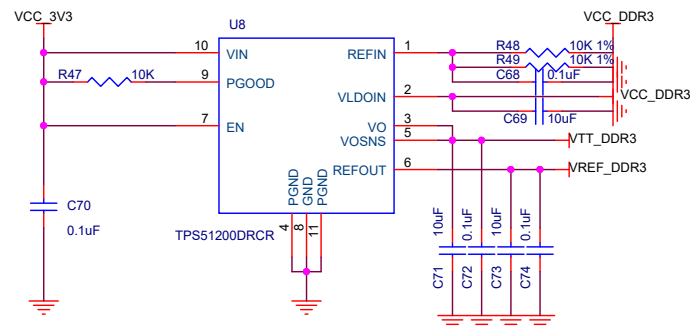 VCC_3V3
U8
VCC_DDR3
10
VIN
REFIN
1
R48
10K 1%
R49
10K 1%
R47
10K
9
PGOOD
C68
0.1uF
VLDOIN
2
VCC_DDR3
C69
10uF
7
EN
VO
3
VOSNS
5
VTT_DDR3
REFOUT
6
VREF_DDR3
PGND
GND
PGND
4
8
11
C70
0.1uF
TPS51200DRCR
10uF
0.1uF
10uF
0.1uF
C71
C72
C73
C74